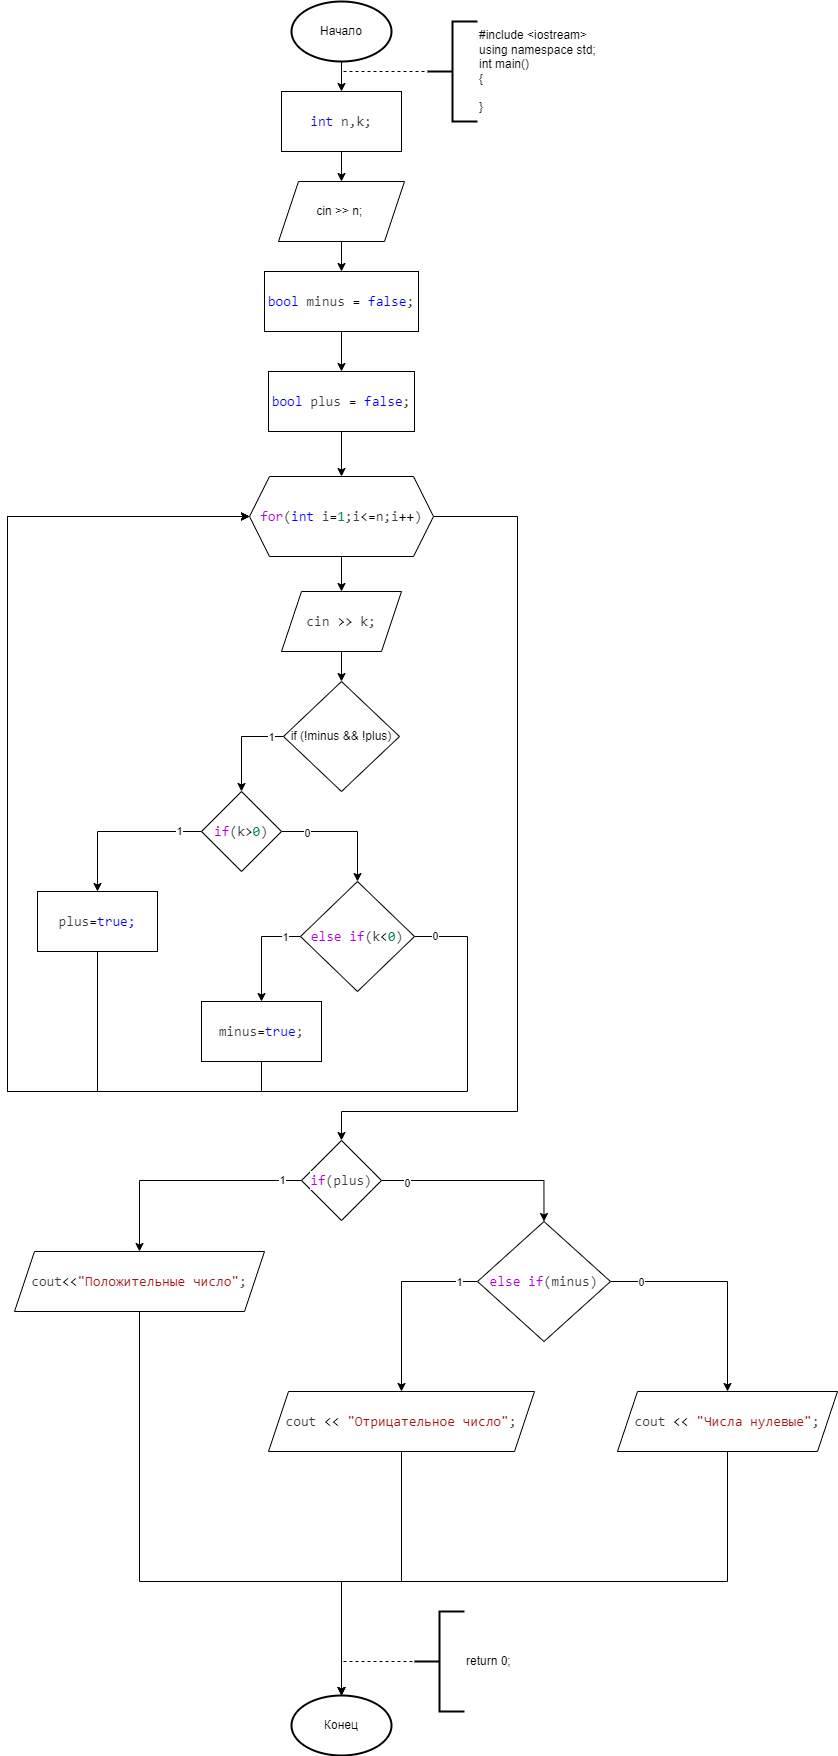 Начало
#include <iostream>
using namespace std;
int main()
{
}
int n,k;
cin >> n;
bool minus = false;
bool plus = false;
for(int i=1;i<=n;i++)
cin >> k;
if (!minus && !plus)
1
if(k>0)
1
0
plus=true;
else if(k<0)
1
0
minus=true;
if(plus)
1
0
cout<<"Положительные число";
else if(minus)
1
0
cout << "Отрицательное число";
cout << "Числа нулевые";
return 0;
Конец